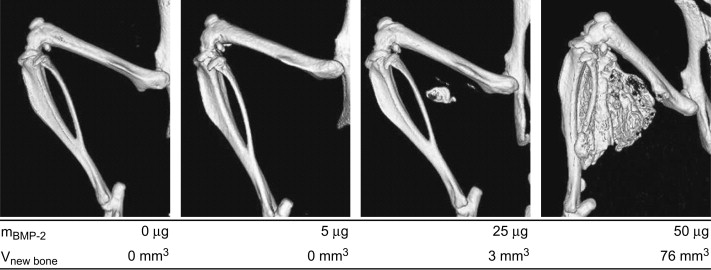 mBMP-2 0 μg 5 μg 25 μg 50 μg
Vnew bone 0 mm³ 0 mm³ 3 mm³ 76 mm³